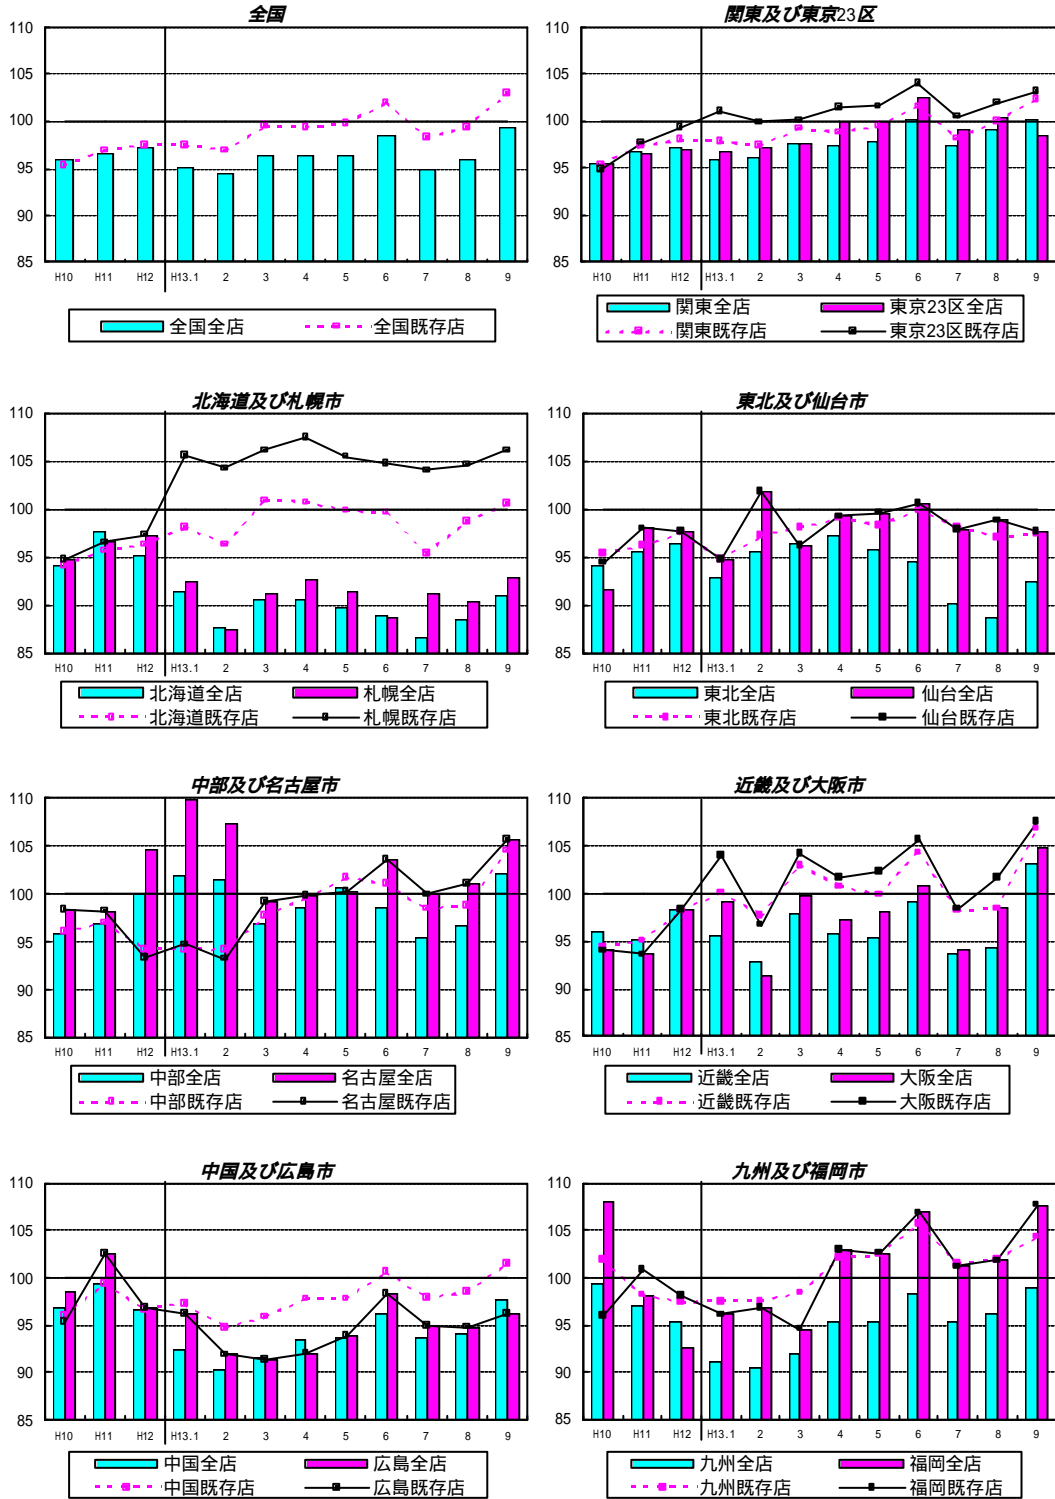 全国
110
105
100
95
90
85
H10 H11 H12 H13.1 2 3 4 5 6 7 8 9
全国全店 全国既存店
関東及び東京23区
110
105
100
95
90
85
H10 H11 H12 H13.1 2 3 4 5 6 7 8 9
関東全店 東京23区全店
関東既存店 東京23区既存店
北海道及び札幌市
110
105
100
95
90
85
H10 H11 H12 H13.1 2 3 4 5 6 7 8 9
北海道全店 札幌全店
北海道既存店 札幌既存店
東北及び仙台市
110
105
100
95
90
85
H10 H11 H12 H13.1 2 3 4 5 6 7 8 9
東北全店 仙台全店
東北既存店 仙台既存店
中部及び名古屋市
110
105
100
95
90
85
H10 H11 H12 H13.1 2 3 4 5 6 7 8 9
中部全店 名古屋全店
中部既存店 名古屋既存店
近畿及び大阪市
110
105
100
95
90
85
H10 H11 H12 H13.1 2 3 4 5 6 7 8 9
近畿全店 大阪全店
近畿既存店 大阪既存店
中国及び広島市
110
105
100
95
90
85
H10 H11 H12 H13.1 2 3 4 5 6 7 8 9
中国全店 広島全店
中国既存店 広島既存店
九州及び福岡市
110
105
100
95
90
85
H10 H11 H12 H13.1 2 3 4 5 6 7 8 9
九州全店 福岡全店
九州既存店 福岡既存店